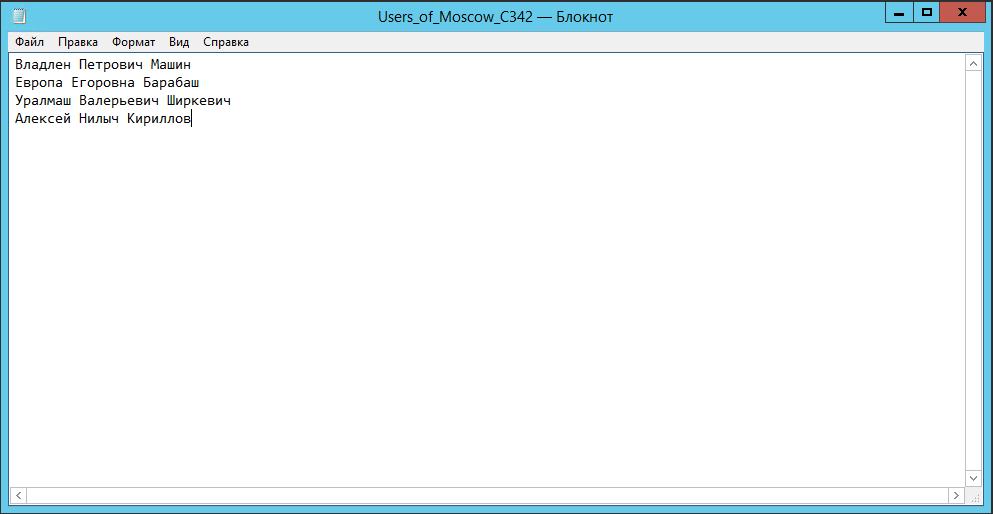 Users_of_Moscow_C342 — Блокнот
Файл Правка Формат Вид Справка
Владлен Петрович Машин
Европа Егоровна Барабаш
Уралмаш Валерьевич Ширкевич
Алексей Нилыч Кириллов